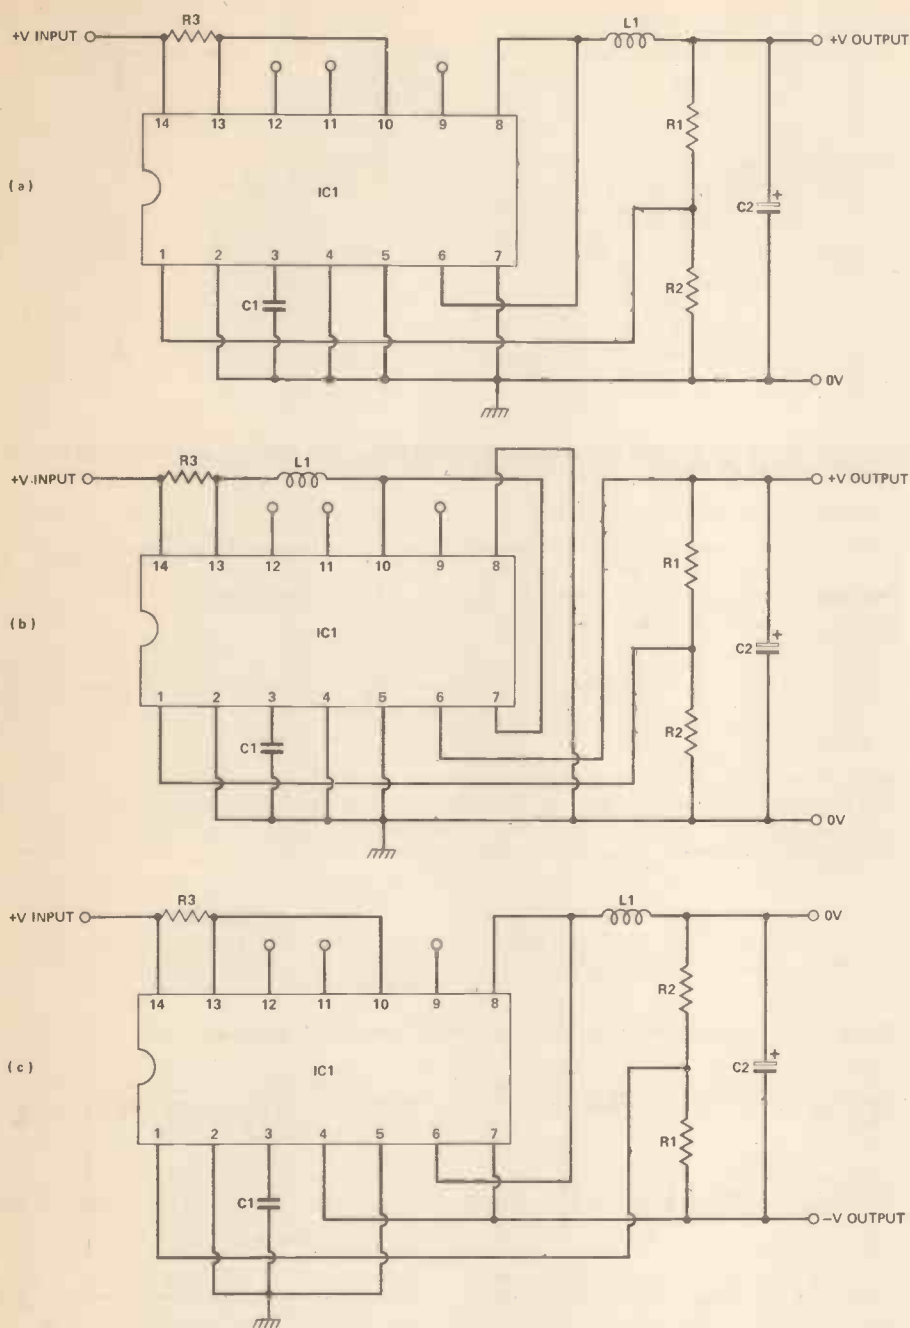 R3
L1
+V INPUT
+V OUTPUT
14 13 12 11 10 9 8
R1
(a)
IC1
C2
+
1 2 3 4 5 6 7
R2
C1
0V
R3
L1
+V INPUT
+V OUTPUT
14 13 12 11 10 9 8
R1
(b)
IC1
C2
+
1 2 3 4 5 6 7
R2
C1
0V
R3
L1
+V INPUT
0V
R2
14 13 12 11 10 9 8
(c)
IC1
C2
+
1 2 3 4 5 6 7
R1
C1
-V OUTPUT